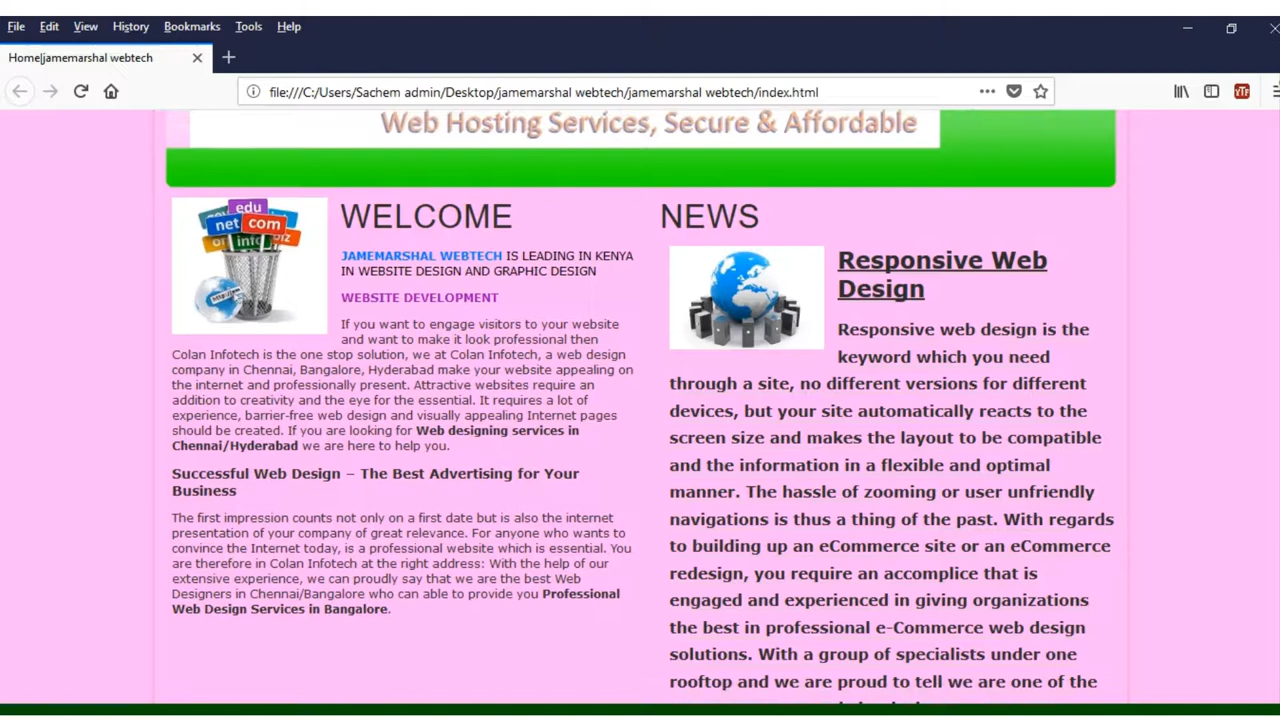 File Edit View History Bookmarks Tools Help
Home|jamemarshal webtech
file:///C:/Users/Sachem admin/Desktop/jamemarshal webtech/jamemarshal webtech/index.html
Web Hosting Services, Secure & Affordable
edu
net com
info
WELCOME
JAMEMARSHAL WEBTECH IS LEADING IN KENYA
IN WEBSITE DESIGN AND GRAPHIC DESIGN
WEBSITE DEVELOPMENT
If you want to engage visitors to your website
and want to make it look professional then
Colan Infotech is the one stop solution, we at Colan Infotech, a web design
company in Chennai, Bangalore, Hyderabad make your website appealing on
the internet and professionally present. Attractive websites require an
addition to creativity and the eye for the essential. It requires a lot of
experience, barrier-free web design and visually appealing Internet pages
should be created. If you are looking for Web designing services in
Chennai/Hyderabad we are here to help you.
Successful Web Design – The Best Advertising for Your
Business
The first impression counts not only on a first date but is also the internet
presentation of your company of great relevance. For anyone who wants to
convince the Internet today, is a professional website which is essential. You
are therefore in Colan Infotech at the right address: With the help of our
extensive experience, we can proudly say that we are the best Web
Designers in Chennai/Bangalore who can able to provide you Professional
Web Design Services in Bangalore.
NEWS
Responsive Web
Design
Responsive web design is the
keyword which you need
through a site, no different versions for different
devices, but your site automatically reacts to the
screen size and makes the layout to be compatible
and the information in a flexible and optimal
manner. The hassle of zooming or user unfriendly
navigations is thus a thing of the past. With regards
to building up an eCommerce site or an eCommerce
redesign, you require an accomplice that is
engaged and experienced in giving organizations
the best in professional e-Commerce web design
solutions. With a group of specialists under one
rooftop and we are proud to tell we are one of the